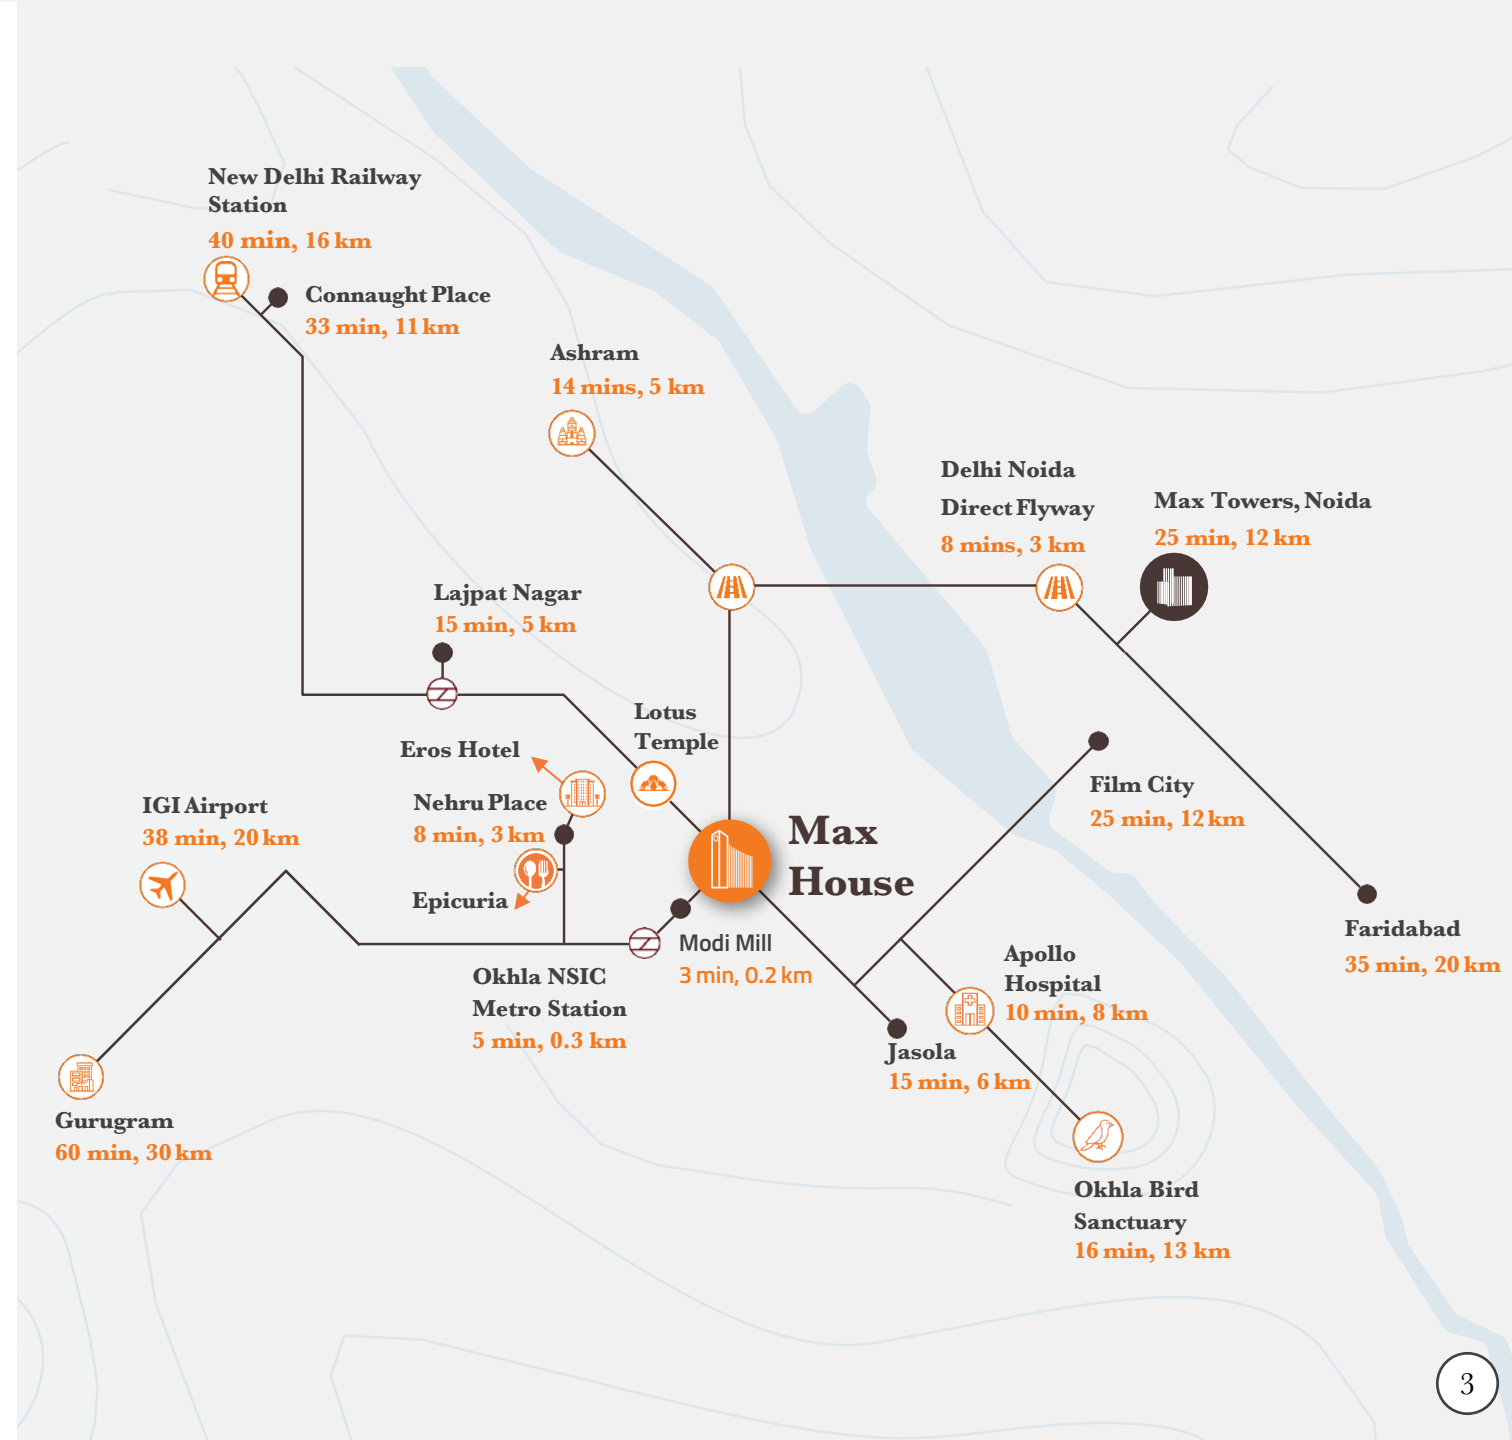 New Delhi Railway
Station
40 min, 16 km
Connaught Place
33 min, 11 km
Ashram
14 mins, 5 km
Delhi Noida
Direct Flyway
8 mins, 3 km
Max Towers, Noida
25 min, 12 km
Lajpat Nagar
15 min, 5 km
Lotus
Temple
Eros Hotel
Nehru Place
8 min, 3 km
Epicuria
IGI Airport
38 min, 20 km
Max
House
Film City
25 min, 12 km
Faridabad
35 min, 20 km
Modi Mill
3 min, 0.2 km
Okhla NSIC
Metro Station
5 min, 0.3 km
Apollo
Hospital
10 min, 8 km
Jasola
15 min, 6 km
Gurugram
60 min, 30 km
Okhla Bird
Sanctuary
16 min, 13 km
3